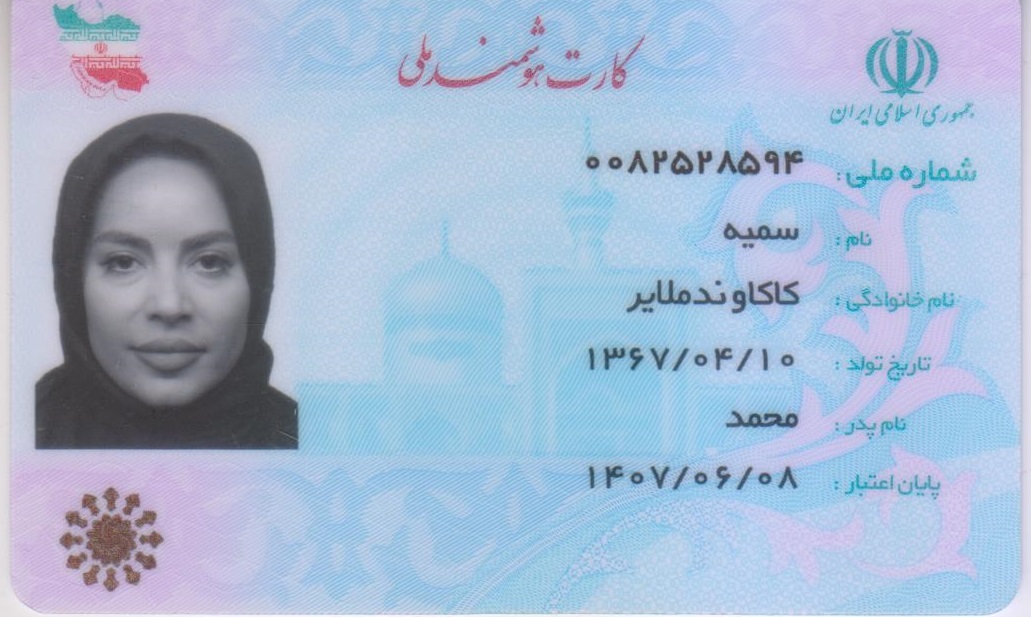 کارت هوشمند ملی
جمهوری اسلامی ایران
شماره ملی: ۰۰۸۲۵۲۸۵۹۴
نام: سمیه
نام خانوادگی: کاکاوندملایر
تاریخ تولد: ۱۳۶۷/۰۴/۱۰
نام پدر: محمد
پایان اعتبار: ۱۴۰۷/۰۶/۰۸